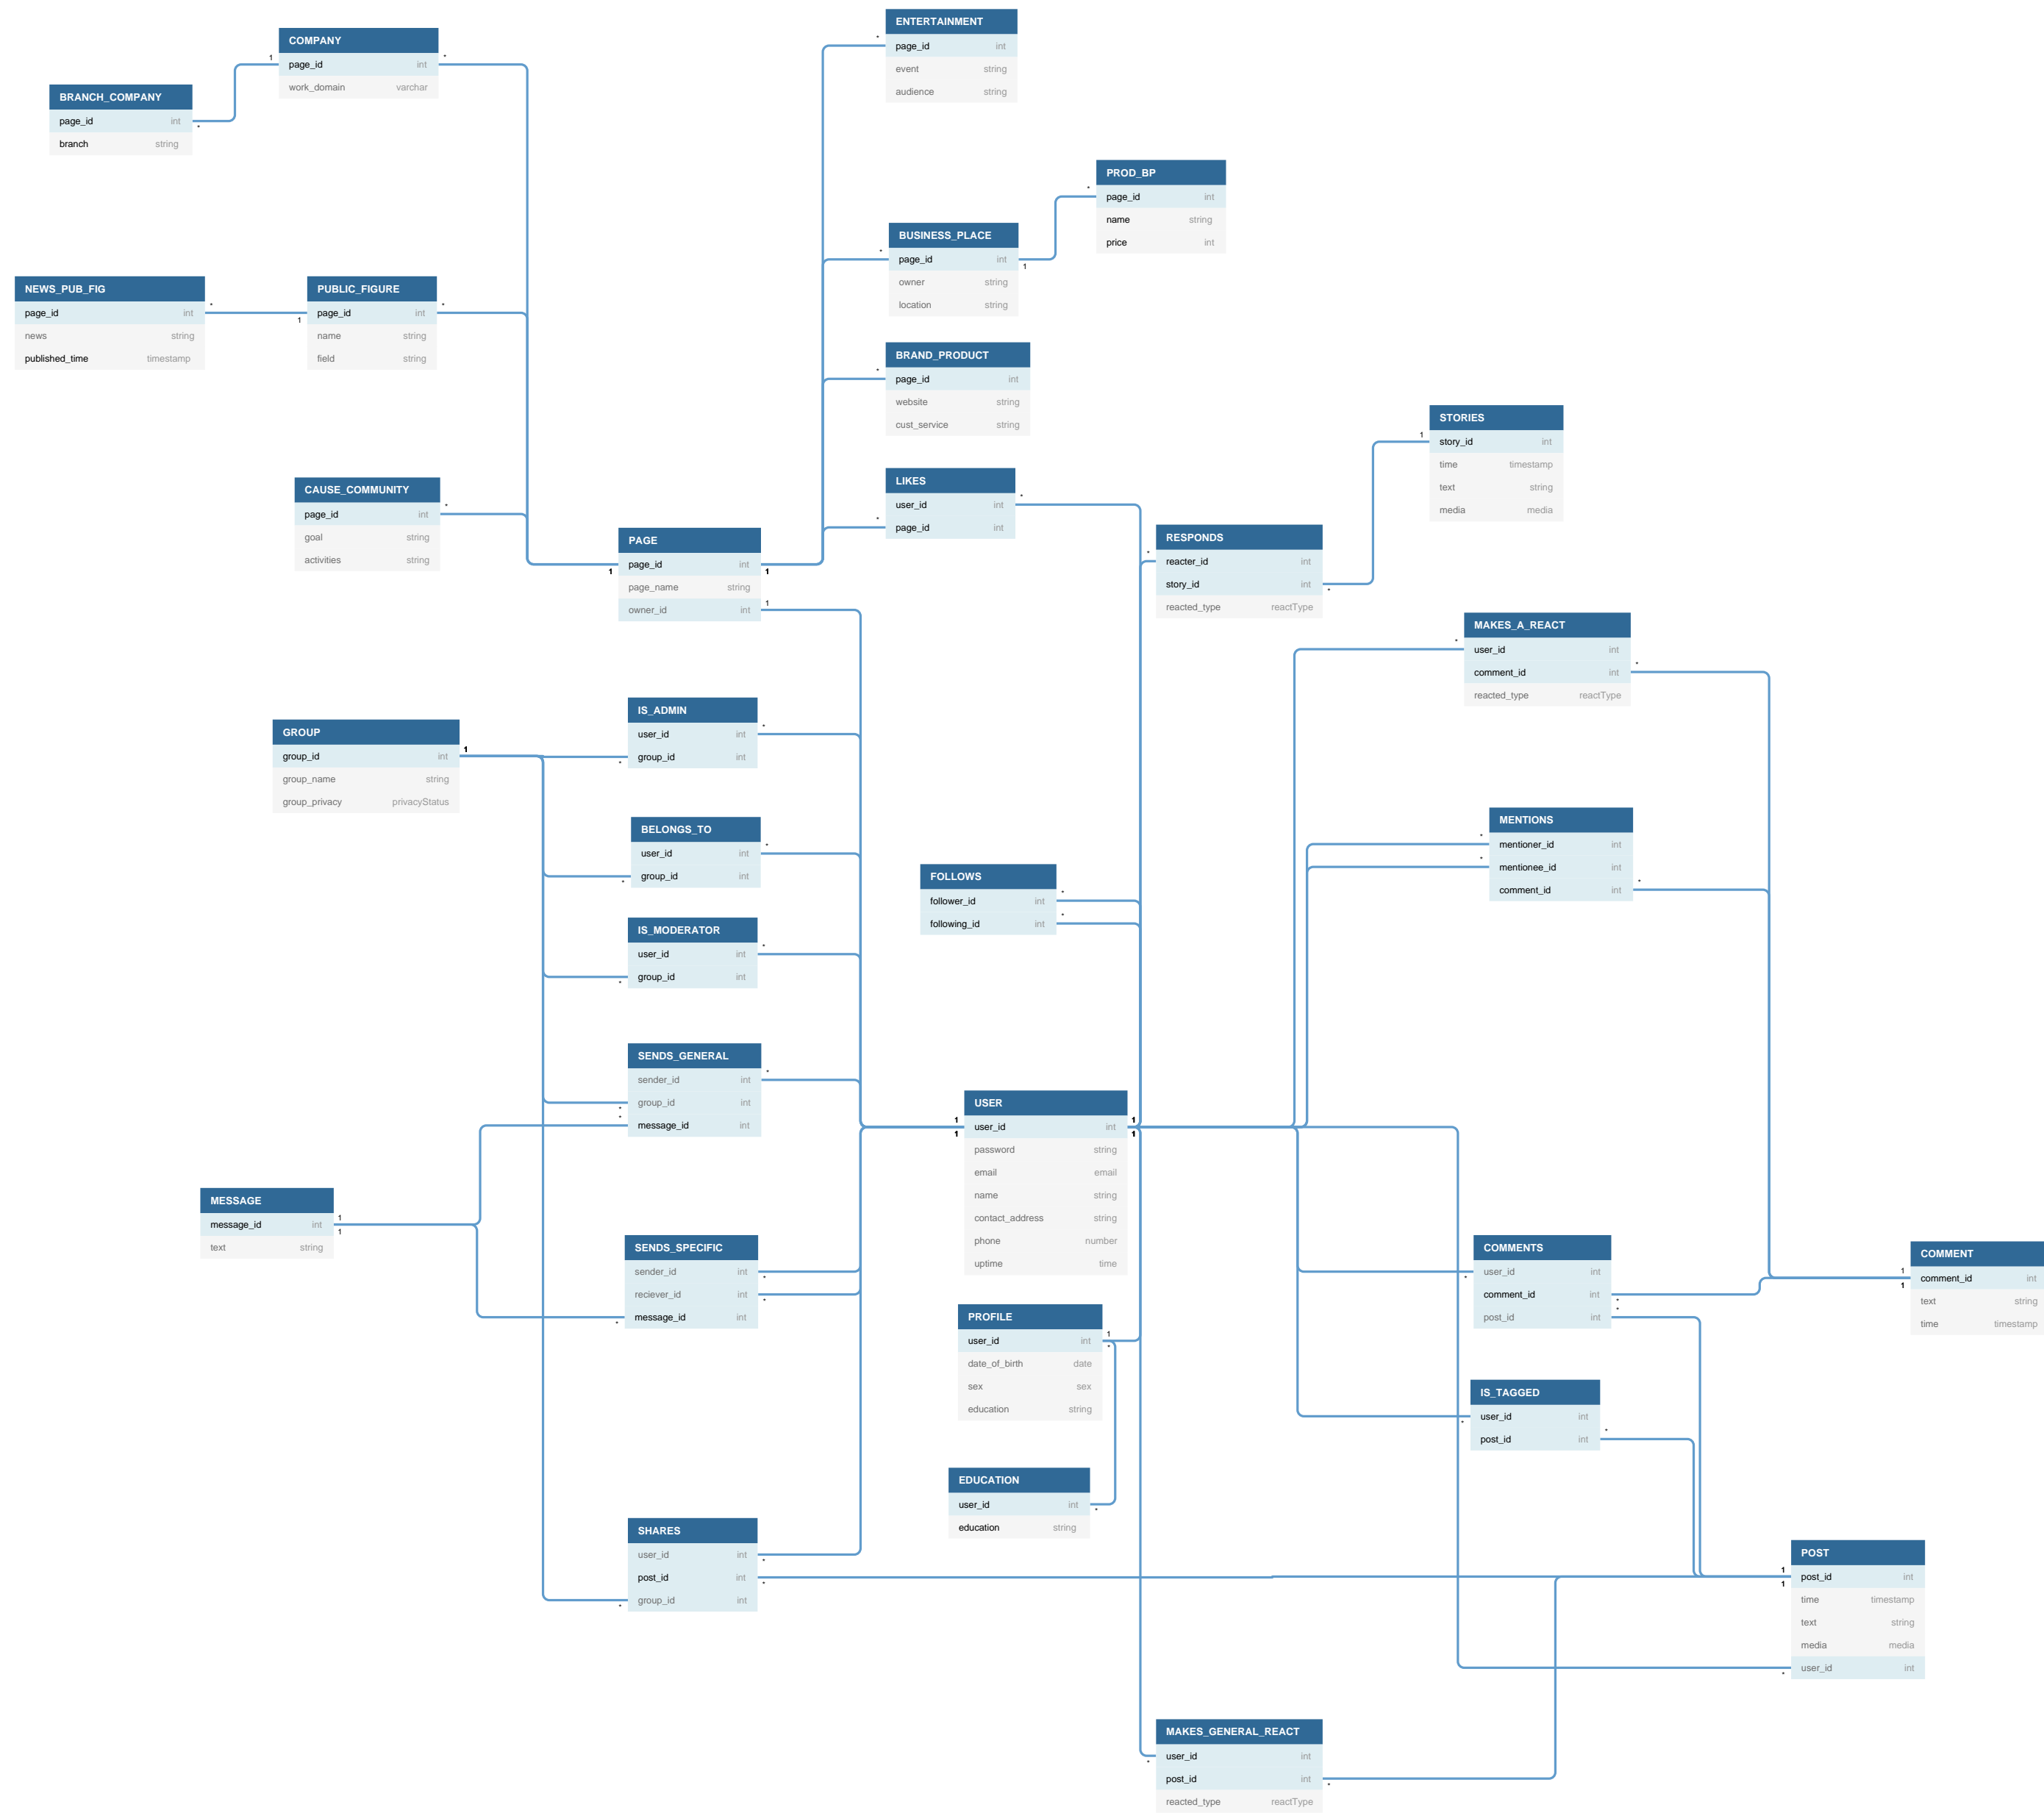 COMPANY
page_id int
work_domain varchar
BRANCH_COMPANY
page_id int
branch string
NEWS_PUB_FIG
page_id int
news string
published_time timestamp
PUBLIC_FIGURE
page_id int
name string
field string
CAUSE_COMMUNITY
page_id int
goal string
activities string
ENTERTAINMENT
page_id int
event string
audience string
PROD_BP
page_id int
name string
price int
BUSINESS_PLACE
page_id int
owner string
location string
BRAND_PRODUCT
page_id int
website string
cust_service string
LIKES
user_id int
page_id int
PAGE
page_id int
page_name string
owner_id int
STORIES
story_id int
time timestamp
text string
media media
RESPONDS
reacter_id int
story_id int
reacted_type reactType
MAKES_A_REACT
user_id int
comment_id int
reacted_type reactType
GROUP
group_id int
group_name string
group_privacy privacyStatus
IS_ADMIN
user_id int
group_id int
BELONGS_TO
user_id int
group_id int
IS_MODERATOR
user_id int
group_id int
FOLLOWS
follower_id int
following_id int
MENTIONS
mentioner_id int
mentionee_id int
comment_id int
SENDS_GENERAL
sender_id int
group_id int
message_id int
MESSAGE
message_id int
text string
SENDS_SPECIFIC
sender_id int
reciever_id int
message_id int
USER
user_id int
password string
email email
name string
contact_address string
phone number
uptime time
PROFILE
user_id int
date_of_birth date
sex sex
education string
EDUCATION
user_id int
education string
COMMENTS
user_id int
comment_id int
post_id int
COMMENT
comment_id int
text string
time timestamp
IS_TAGGED
user_id int
post_id int
SHARES
user_id int
post_id int
group_id int
POST
post_id int
time timestamp
text string
media media
user_id int
MAKES_GENERAL_REACT
user_id int
post_id int
reacted_type reactType